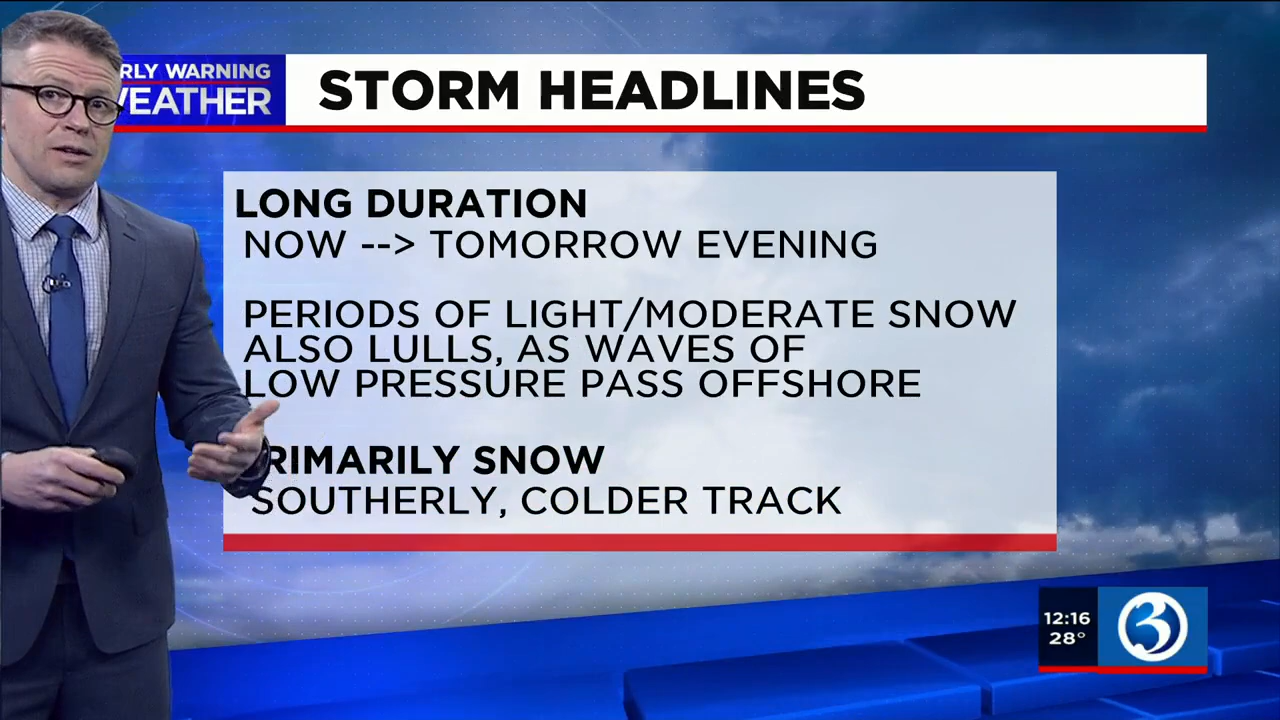 RLY WARNING
WEATHER
STORM HEADLINES
LONG DURATION
NOW --> TOMORROW EVENING
PERIODS OF LIGHT/MODERATE SNOW
ALSO LULLS, AS WAVES OF
LOW PRESSURE PASS OFFSHORE
RIMARILY SNOW
SOUTHERLY, COLDER TRACK
12:16
28°
3